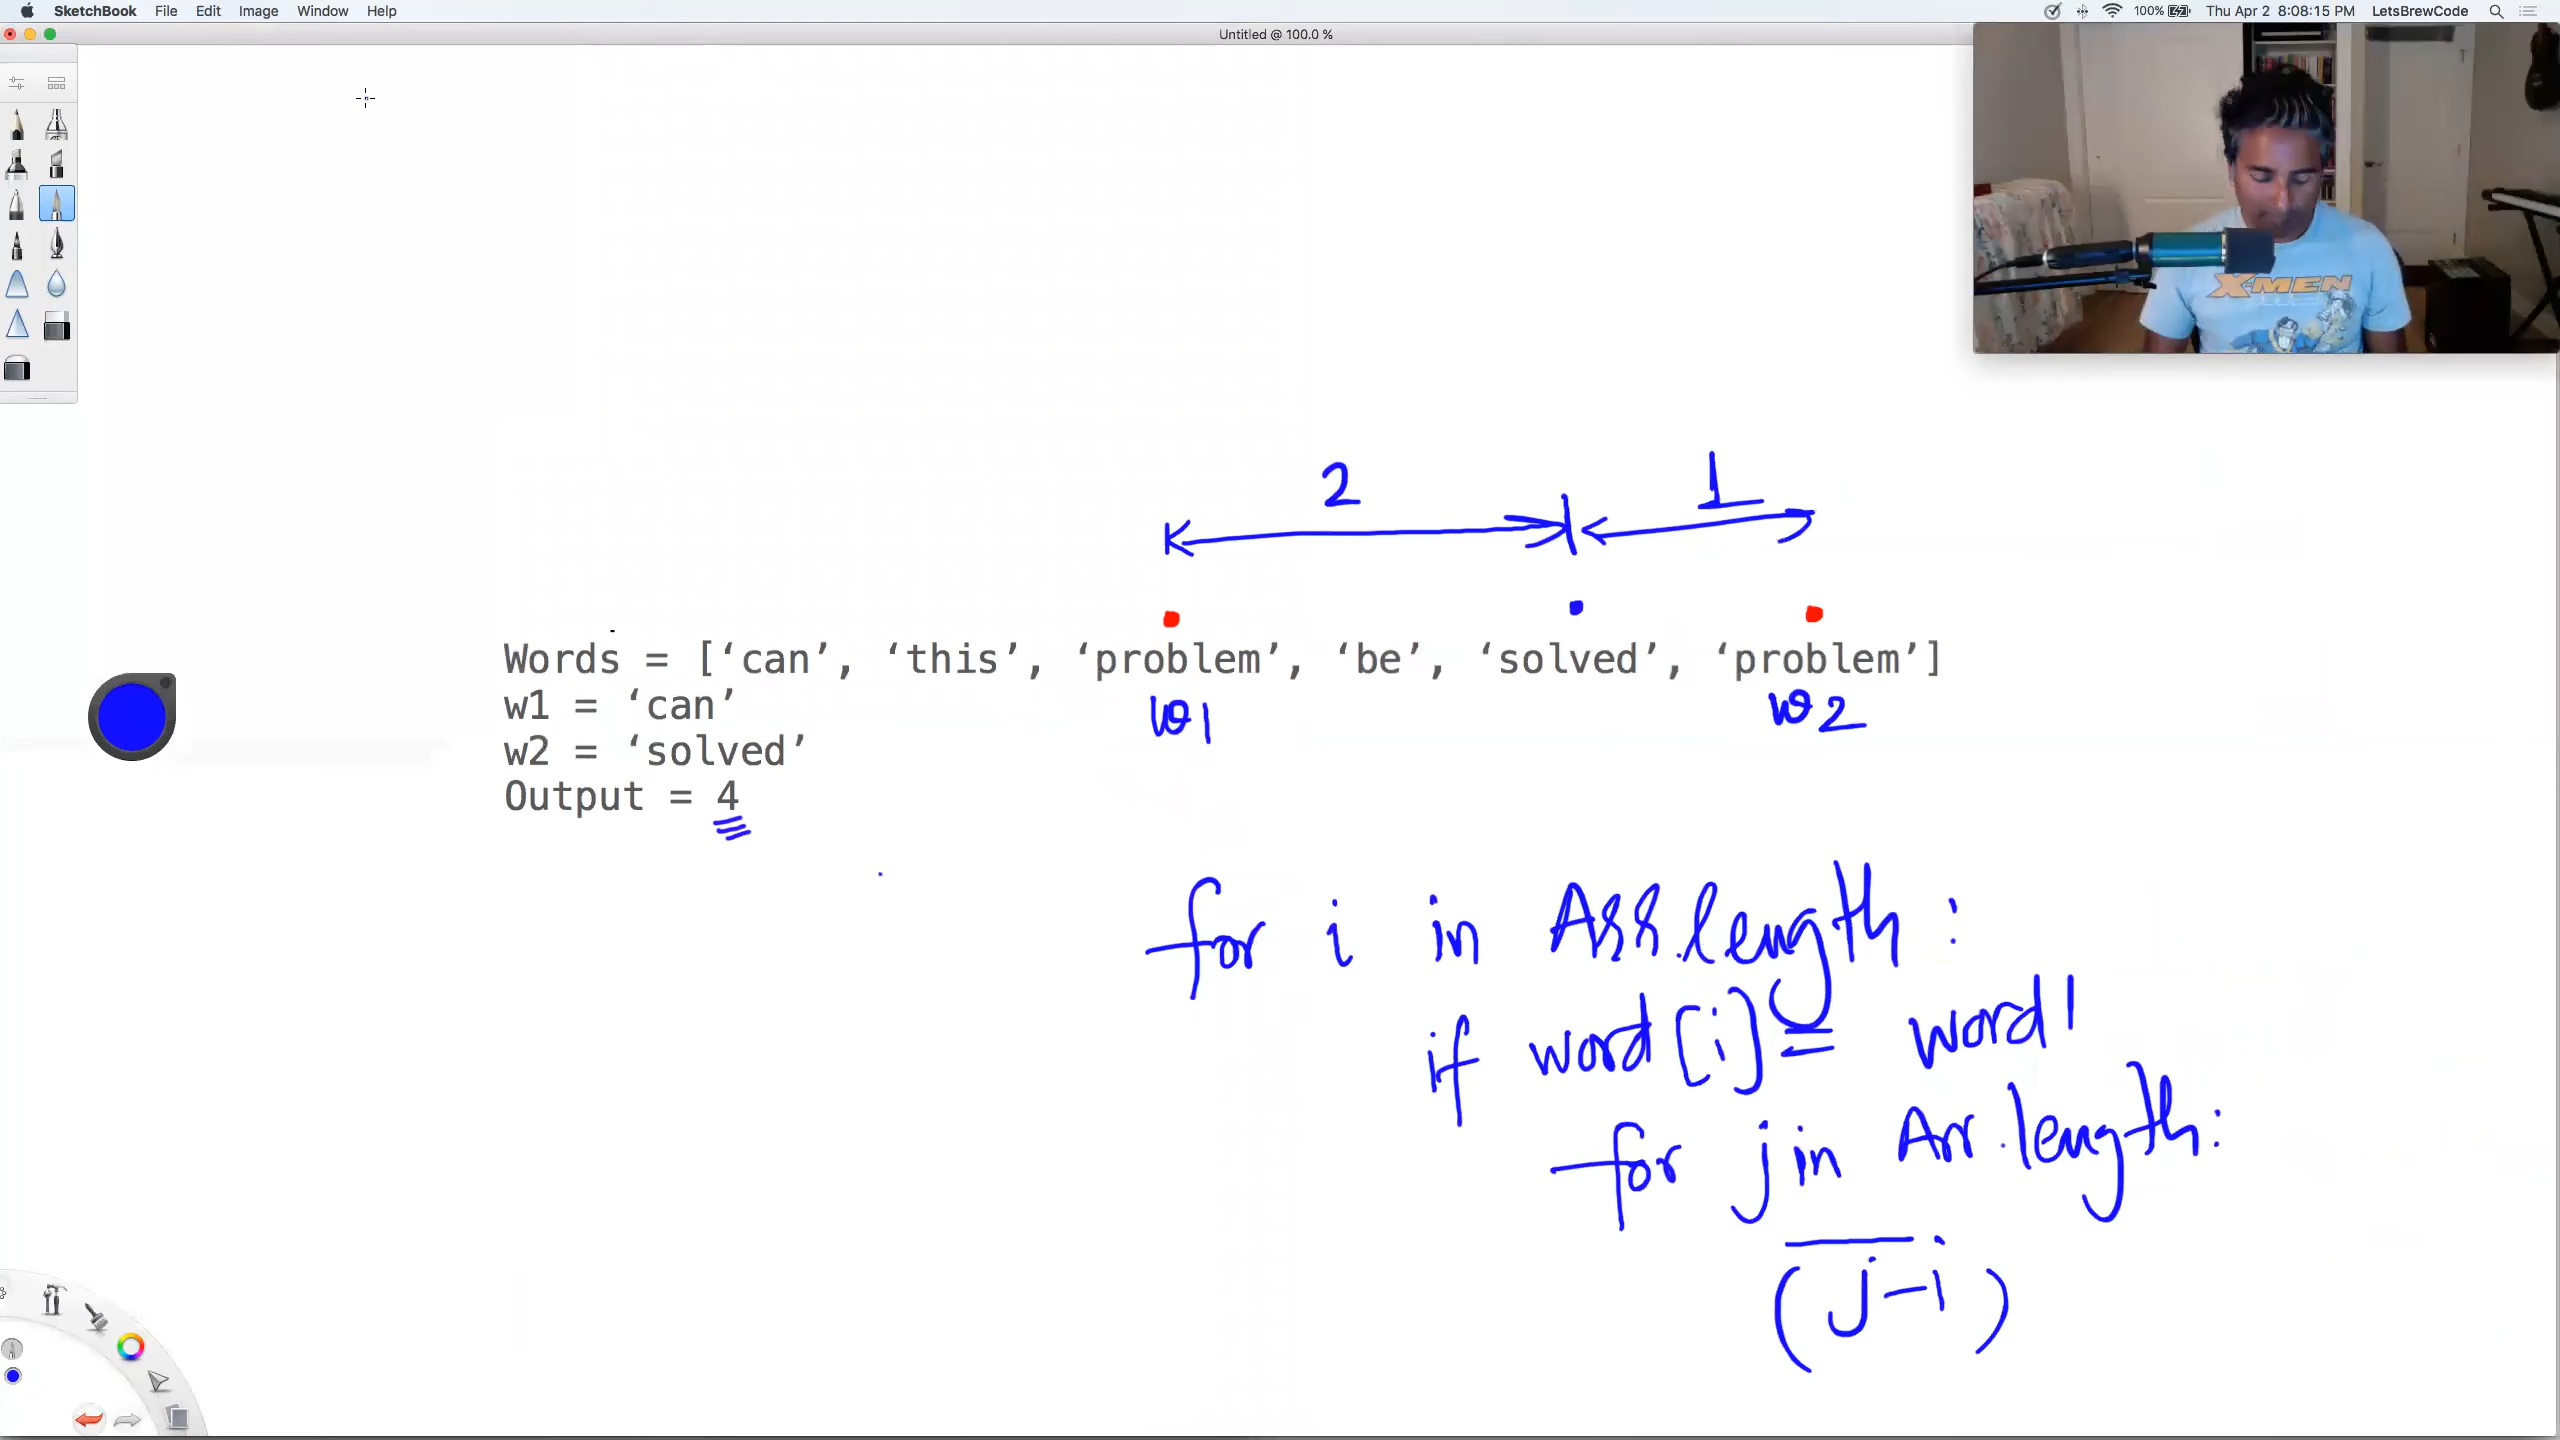 SketchBook File Edit Image Window Help 100% Thu Apr 2 8:08:15 PM LetsBrewCode
Untitled @ 100.0 %
X-MEN
2 1
Words = [‘can’, ‘this’, ‘problem’, ‘be’, ‘solved’, ‘problem’]
w1 = ‘can’ w1 w2
w2 = ‘solved’
Output = 4
for i in Arr.length:
if word[i] = word1
for j in Arr.length:
(j-i)